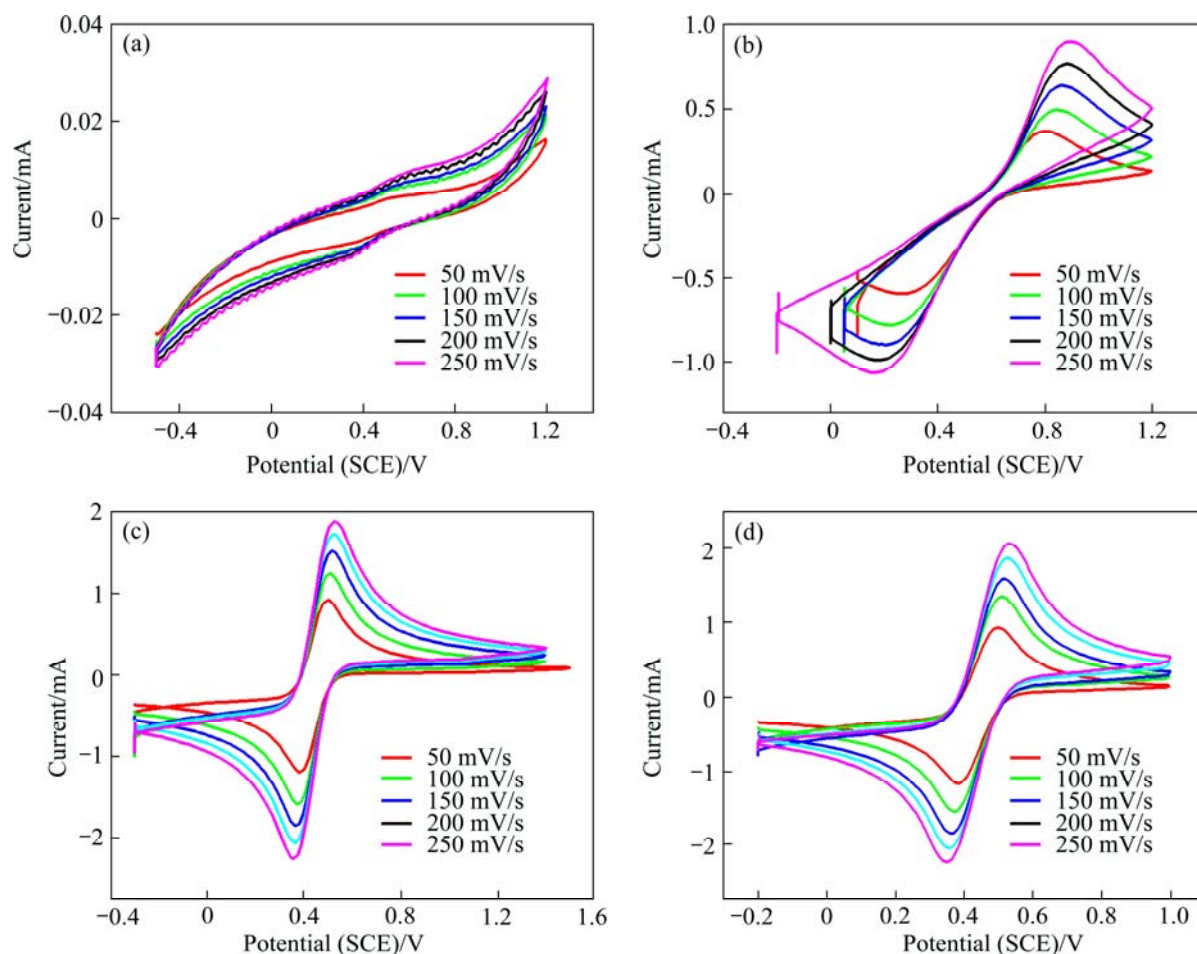 (a)
0.04
0.02
0
−0.02
−0.04
Current/mA
50 mV/s
100 mV/s
150 mV/s
200 mV/s
250 mV/s
−0.4
0
0.4
0.8
1.2
Potential (SCE)/V
(b)
1.0
0.5
0
−0.5
−1.0
Current/mA
50 mV/s
100 mV/s
150 mV/s
200 mV/s
250 mV/s
−0.4
0
0.4
0.8
1.2
Potential (SCE)/V
(c)
2
1
0
−1
−2
Current/mA
50 mV/s
100 mV/s
150 mV/s
200 mV/s
250 mV/s
−0.4
0
0.4
0.8
1.2
1.6
Potential (SCE)/V
(d)
2
1
0
−1
−2
Current/mA
50 mV/s
100 mV/s
150 mV/s
200 mV/s
250 mV/s
−0.2
0
0.2
0.4
0.6
0.8
1.0
Potential (SCE)/V